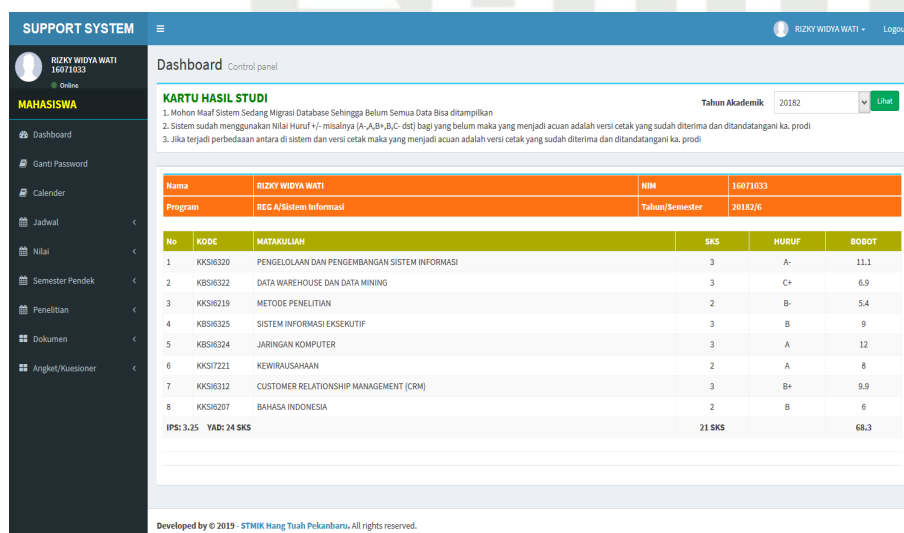 SUPPORT SYSTEM
RIZKY WIDYA WATI
Logou
RIZKY WIDYA WATI
16071033
Online
MAHASISWA
Dashboard
Ganti Password
Calender
Jadwal
Nilai
Semester Pendek
Penelitian
Dokumen
Angket/Kuesioner
Dashboard Control panel
KARTU HASIL STUDI
Tahun Akademik 20182 Lihat
1. Mohon Maaf Sistem Sedang Migrasi Database Sehingga Belum Semua Data Bisa ditampilkan
2. Sistem sudah menggunakan Nilai Huruf +/- misalnya (A-,A,B+,B,C- dst) bagi yang belum maka yang menjadi acuan adalah versi cetak yang sudah diterima dan ditandatangani ka. prodi
3. Jika terjadi perbedaaan antara di sistem dan versi cetak maka yang menjadi acuan adalah versi cetak yang sudah diterima dan ditandatangani ka. prodi
Nama RIZKY WIDYA WATI NIM 16071033
Program REG A/Sistem Informasi Tahun/Semester 20182/6
No KODE MATAKULIAH SKS HURUF BOBOT
1 KKSI6320 PENGELOLAAN DAN PENGEMBANGAN SISTEM INFORMASI 3 A- 11.1
2 KBSI6322 DATA WAREHOUSE DAN DATA MINING 3 C+ 6.9
3 KKSI6219 METODE PENELITIAN 2 B- 5.4
4 KBSI6325 SISTEM INFORMASI EKSEKUTIF 3 B 9
5 KBSI6324 JARINGAN KOMPUTER 3 A 12
6 KKSI7221 KEWIRAUSAHAAN 2 A 8
7 KKSI6312 CUSTOMER RELATIONSHIP MANAGEMENT (CRM) 3 B+ 9.9
8 KKSI6207 BAHASA INDONESIA 2 B 6
IPS: 3.25 YAD: 24 SKS 21 SKS 68.3
Developed by © 2019 - STMIK Hang Tuah Pekanbaru. All rights reserved.